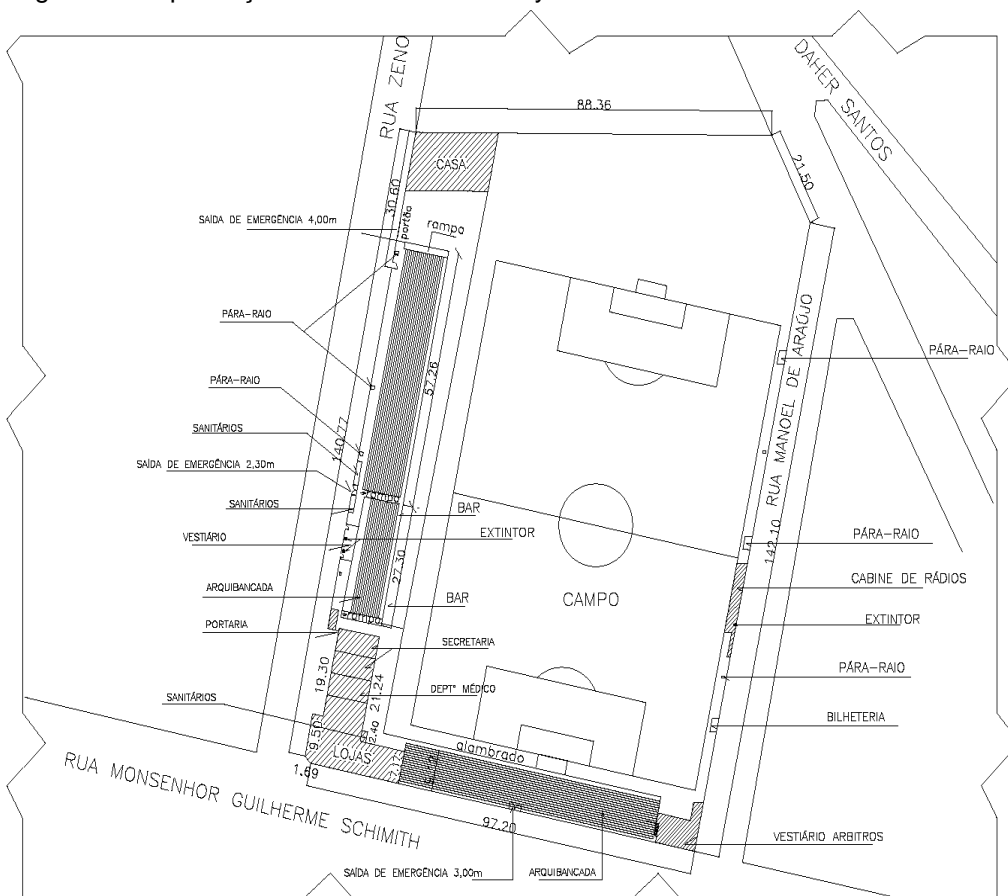 RUA ZENO
DAHER SANTOS
88.36
CASA
21.50
30.60
SAÍDA DE EMERGÊNCIA 4,00m
portão
rampa
PÁRA-RAIO
57.26
RUA MANOEL DE ARAÚJO
PÁRA-RAIO
PÁRA-RAIO
SANITÁRIOS
140.77
SAÍDA DE EMERGÊNCIA 2,30m
SANITÁRIOS
BAR
VESTIÁRIO
EXTINTOR
142.10
PÁRA-RAIO
27.30
CABINE DE RÁDIOS
ARQUIBANCADA
BAR
CAMPO
EXTINTOR
PORTARIA
SECRETARIA
PÁRA-RAIO
19.30
DEPTº MÉDICO
21.24
SANITÁRIOS
BILHETERIA
9.50
2.40
LOJAS
alambrado
1.69
RUA MONSENHOR GUILHERME SCHIMITH
97.20
VESTIÁRIO ARBITROS
SAÍDA DE EMERGÊNCIA 3,00m
ARQUIBANCADA